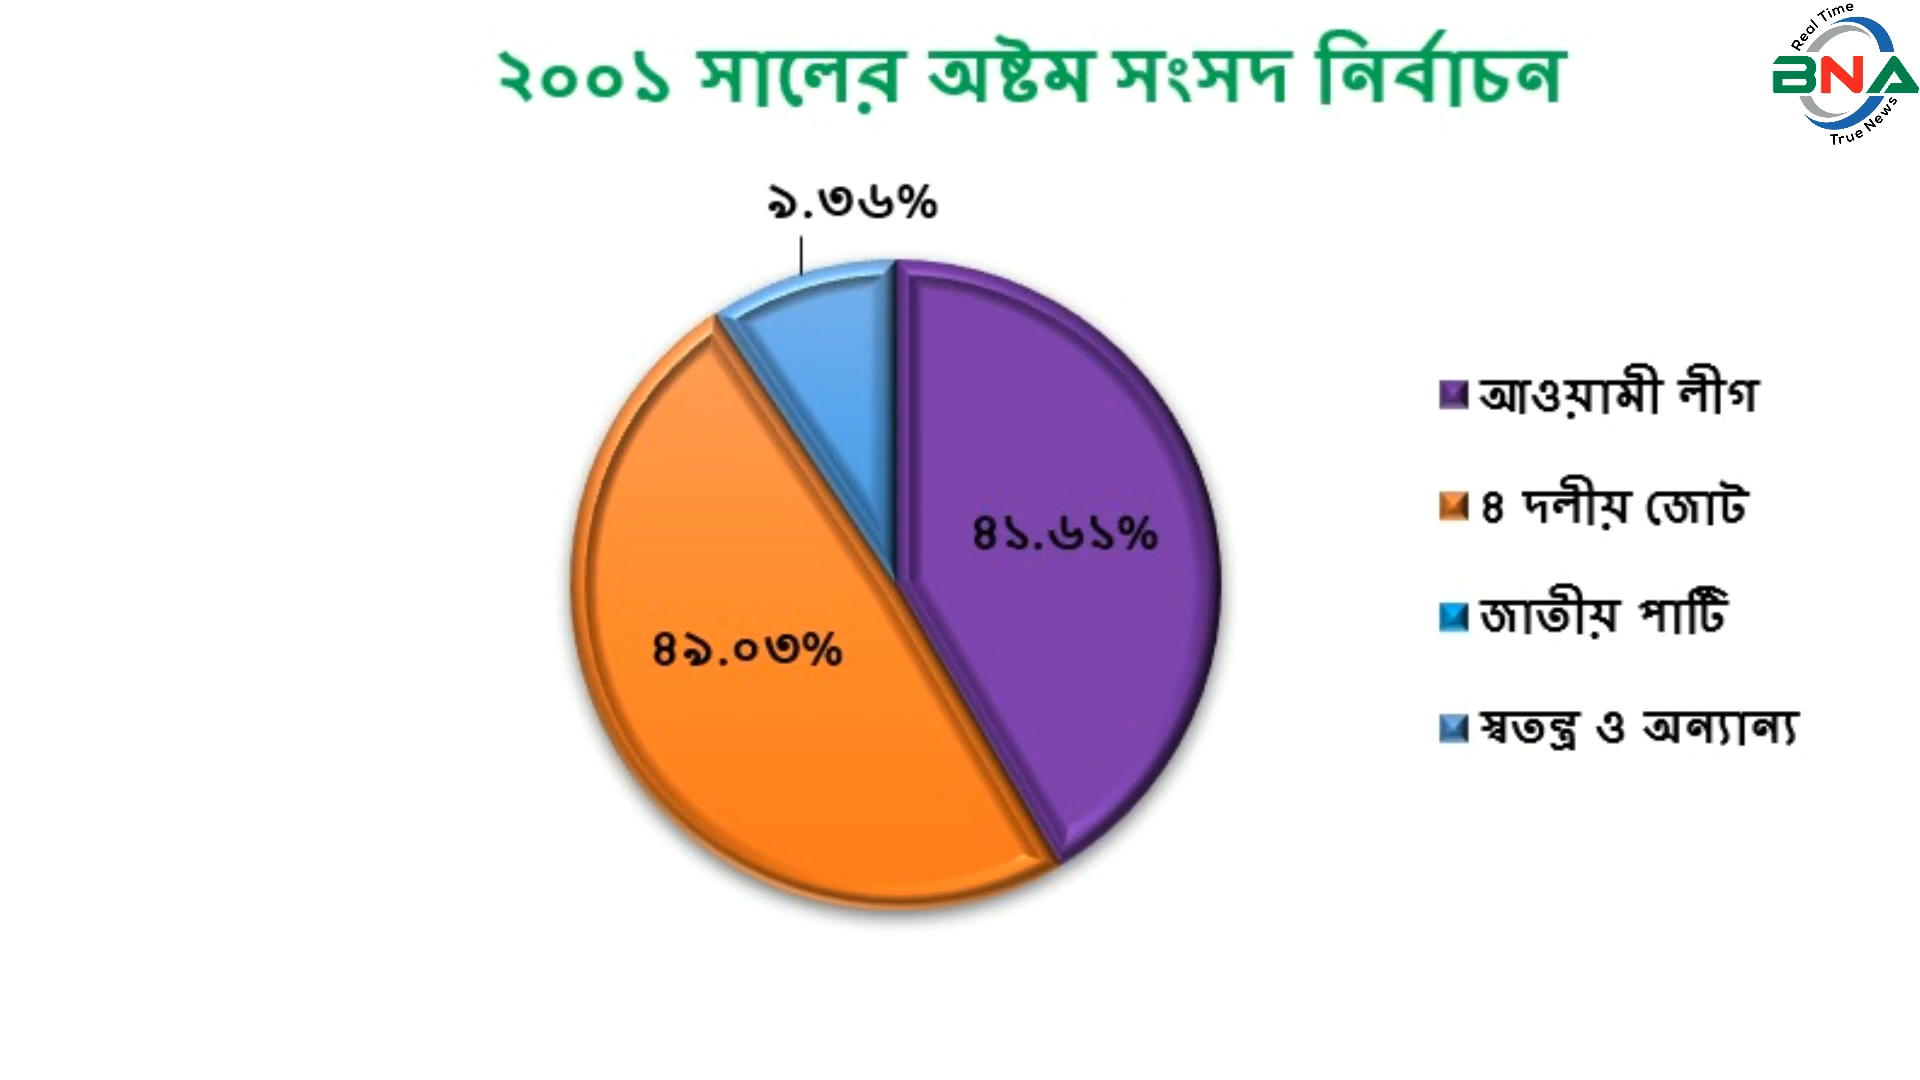 ২০০১ সালের অষ্টম সংসদ নির্বাচন
Real Time
BNA
True News
৯.৩৬%
৪১.৬১%
৪৯.০৩%
আওয়ামী লীগ
৪ দলীয় জোট
জাতীয় পার্টি
স্বতন্ত্র ও অন্যান্য